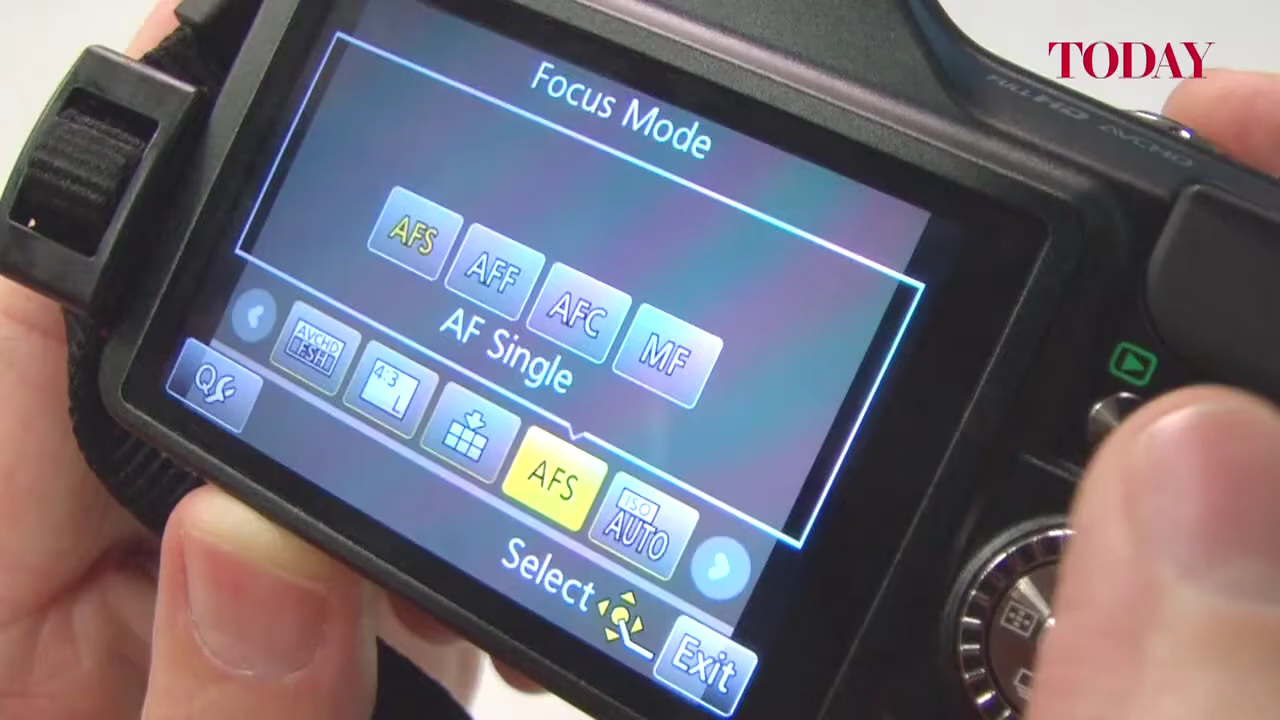 TODAY
FULL HD AVCHD
Focus Mode
AFS AFF AFC MF
AF Single
AVCHD
FSH
4:3
L
AFS
ISO
AUTO
Q
Select
Exit